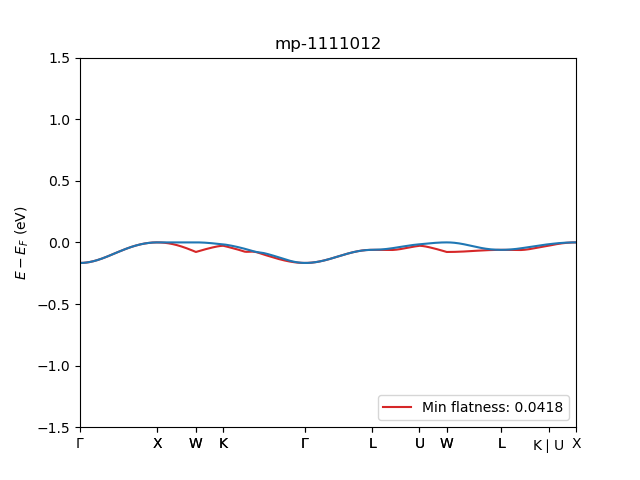 mp-1111012
E − E_F (eV)
1.5
1.0
0.5
0.0
−0.5
−1.0
−1.5
Min flatness: 0.0418
Γ X W K Γ L U W L K | U X